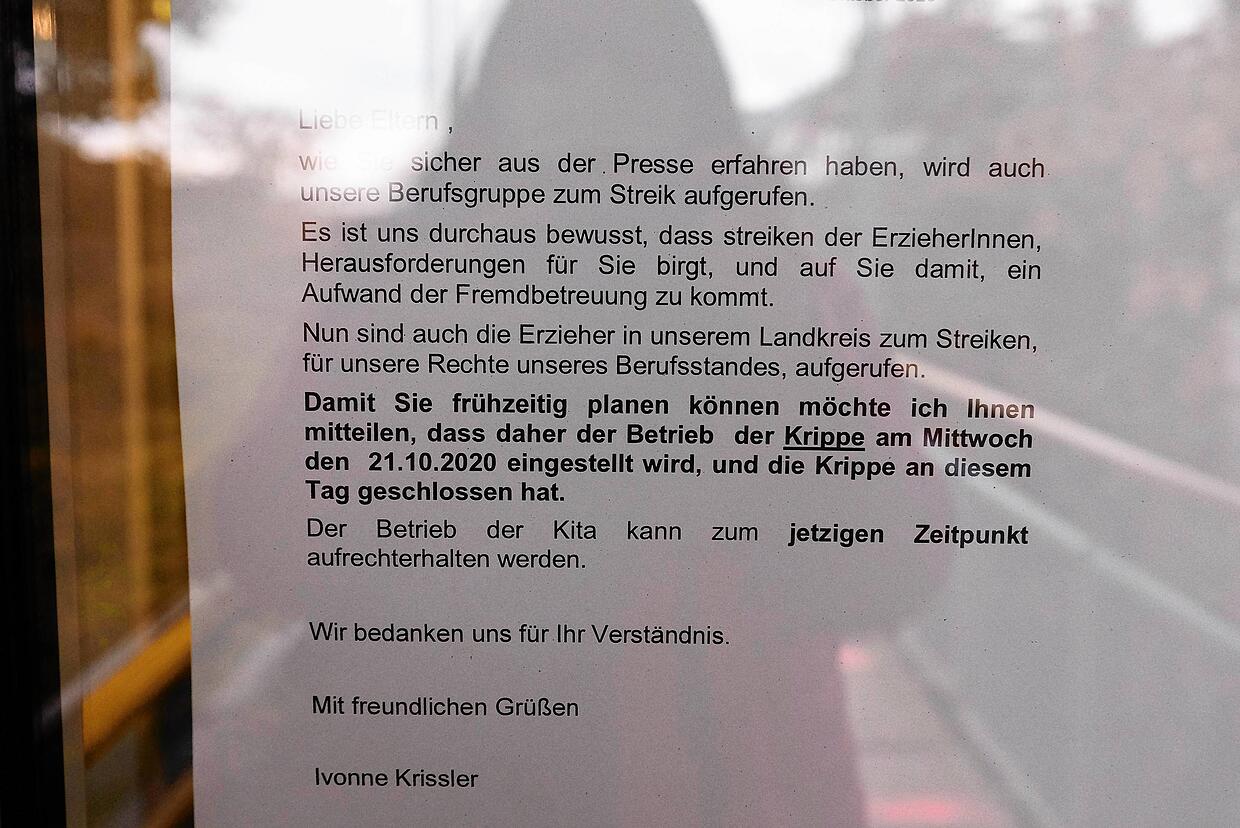 Liebe Eltern ,
wie Sie sicher aus der Presse erfahren haben, wird auch
unsere Berufsgruppe zum Streik aufgerufen.
Es ist uns durchaus bewusst, dass streiken der ErzieherInnen,
Herausforderungen für Sie birgt, und auf Sie damit, ein
Aufwand der Fremdbetreuung zu kommt.
Nun sind auch die Erzieher in unserem Landkreis zum Streiken,
für unsere Rechte unseres Berufsstandes, aufgerufen.
Damit Sie frühzeitig planen können möchte ich Ihnen
mitteilen, dass daher der Betrieb der Krippe am Mittwoch
den 21.10.2020 eingestellt wird, und die Krippe an diesem
Tag geschlossen hat.
Der Betrieb der Kita kann zum jetzigen Zeitpunkt
aufrechterhalten werden.
Wir bedanken uns für Ihr Verständnis.
Mit freundlichen Grüßen
Ivonne Krissler